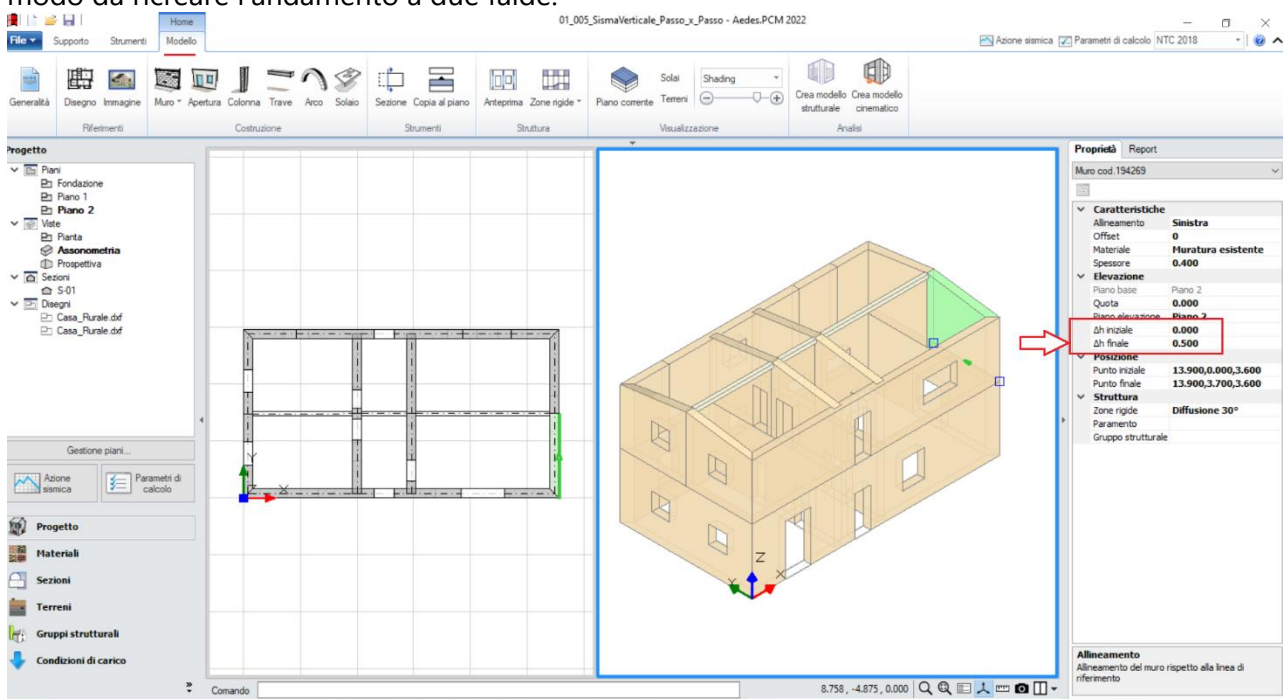 modo da ricreare l'andamento a due falde.
01_005_SismaVerticale_Passo_x_Passo - Aedes.PCM 2022
Home
File Supporto Strumenti Modello
Azione sismica Parametri di calcolo NTC 2018
Generalità Disegno Immagine Muro Apertura Colonna Trave Arco Solaio Sezione Copia al piano Anteprima Zone rigide Piano corrente
Solai Shading
Terreni
Crea modello strutturale
Crea modello cinematico
Riferimenti Costruzione Strumenti Struttura Visualizzazione Analisi
Progetto
Piani
Fondazione
Piano 1
Piano 2
Viste
Pianta
Assonometria
Prospettiva
Sezioni
S-01
Disegni
Casa_Rurale.dxf
Casa_Rurale.dxf
Gestione piani...
Azione sismica
Parametri di calcolo
Progetto
Materiali
Sezioni
Terreni
Gruppi strutturali
Condizioni di carico
Y
X
Z
Y X
Comando
8.758, -4.875, 0.000
Proprietà Report
Muro cod.194269
Caratteristiche
Allineamento Sinistra
Offset 0
Materiale Muratura esistente
Spessore 0.400
Elevazione
Piano base Piano 2
Quota 0.000
Piano elevazione Piano 2
Δh iniziale 0.000
Δh finale 0.500
Posizione
Punto iniziale 13.900,0.000,3.600
Punto finale 13.900,3.700,3.600
Struttura
Zone rigide Diffusione 30°
Paramento
Gruppo strutturale
Allineamento
Allineamento del muro rispetto alla linea di
riferimento